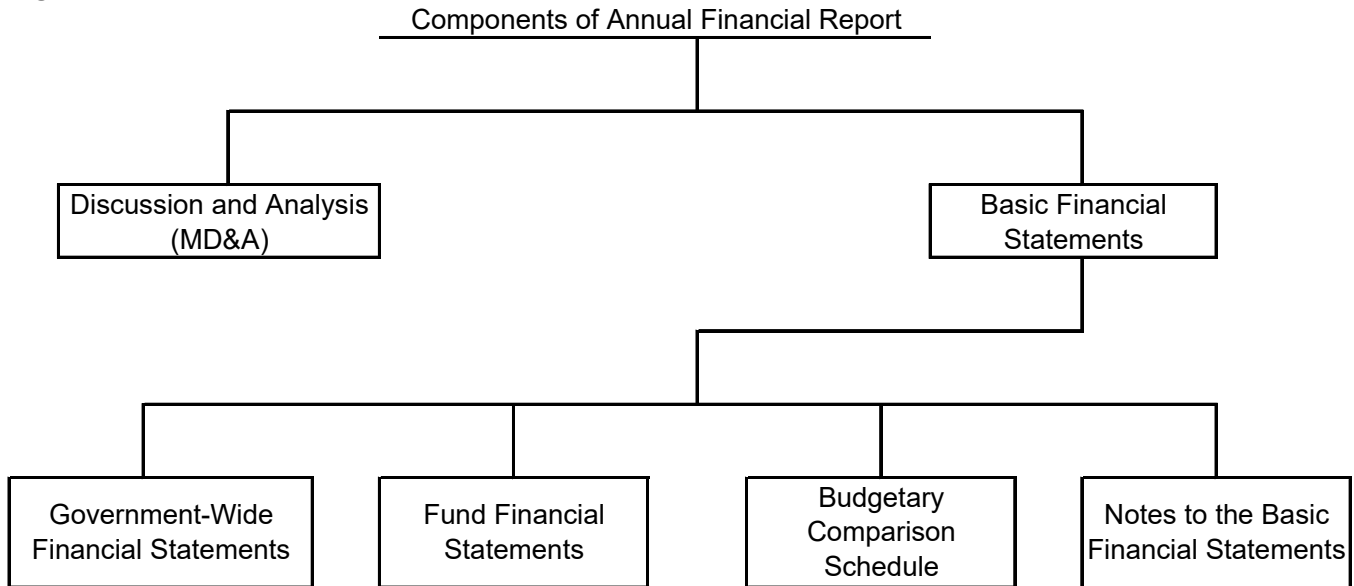 Components of Annual Financial Report
Discussion and Analysis
(MD&A)
Basic Financial
Statements
Government-Wide
Financial Statements
Fund Financial
Statements
Budgetary
Comparison
Schedule
Notes to the Basic
Financial Statements